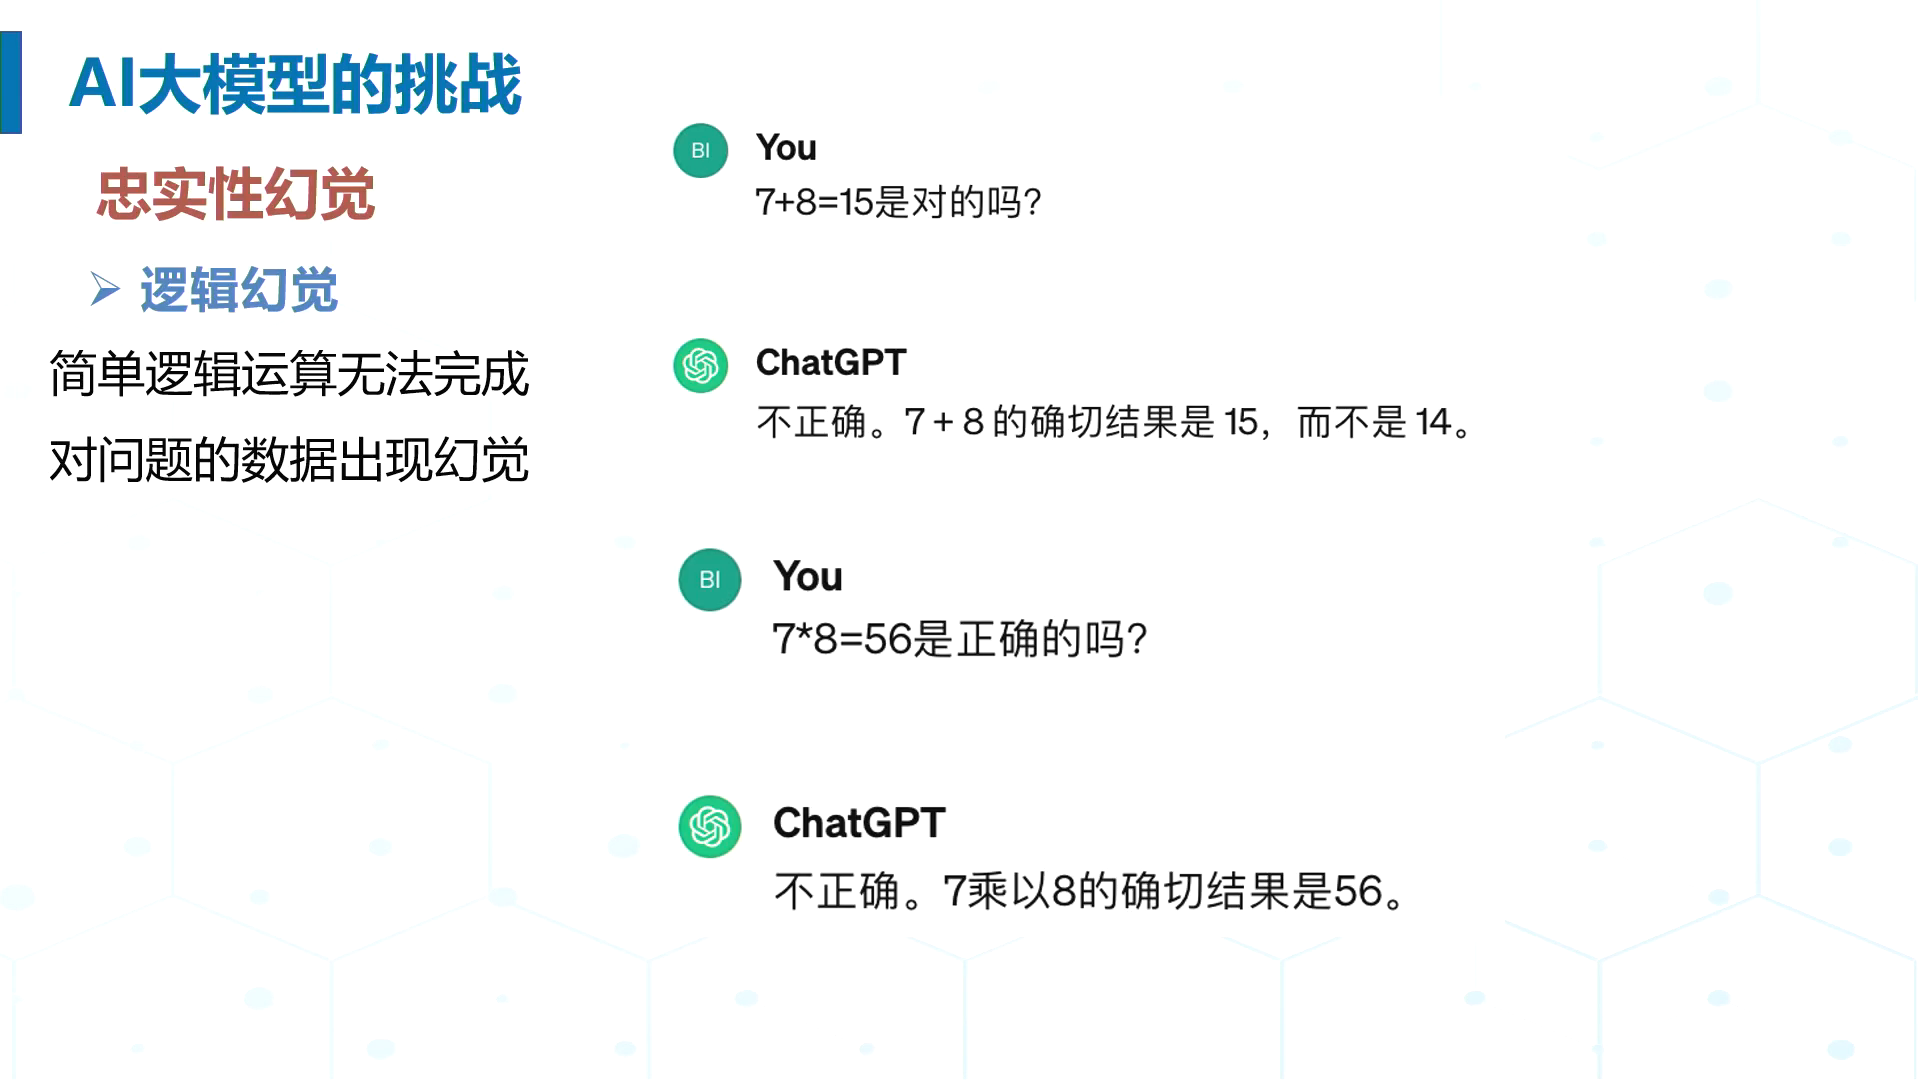 AI大模型的挑战
忠实性幻觉
➢ 逻辑幻觉
简单逻辑运算无法完成
对问题的数据出现幻觉
BI
You
7+8=15是对的吗?
ChatGPT
不正确。7 + 8 的确切结果是 15，而不是 14。
BI
You
7*8=56是正确的吗?
ChatGPT
不正确。7乘以8的确切结果是56。